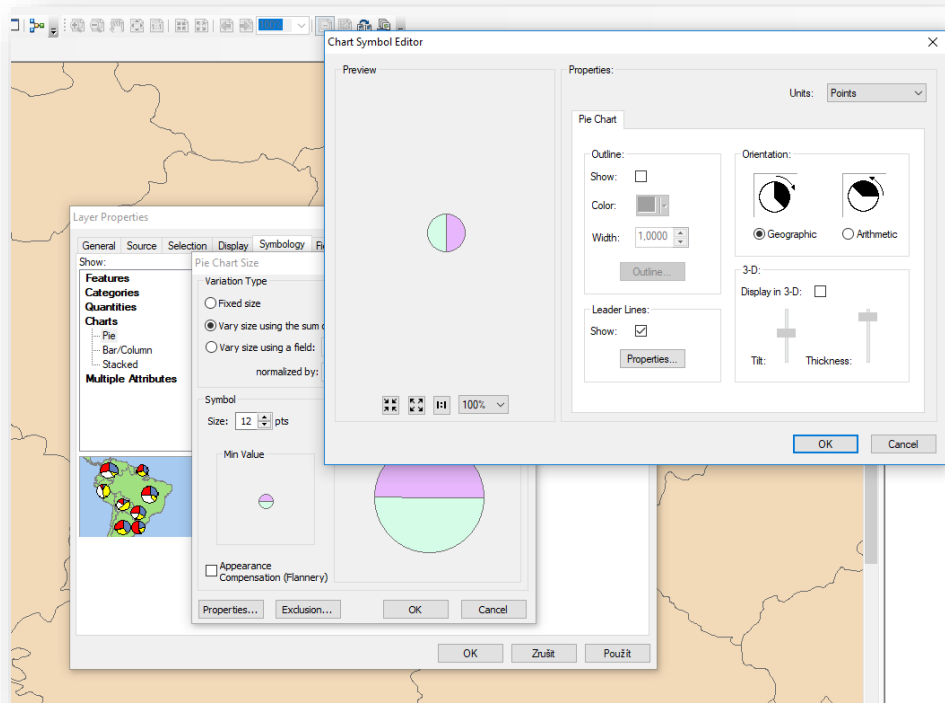 Chart Symbol Editor
Preview
100%
Properties:
Units: Points
Pie Chart
Outline:
Show:
Color:
Width: 1,0000
Outline...
Leader Lines:
Show:
Properties...
Orientation:
Geographic
Arithmetic
3-D:
Display in 3-D:
Tilt: Thickness:
OK Cancel
Layer Properties
General Source Selection Display Symbology
Show:
Features
Categories
Quantities
Charts
Pie
Bar/Column
Stacked
Multiple Attributes
Pie Chart Size
Variation Type
Fixed size
Vary size using the sum
Vary size using a field:
normalized by:
Symbol
Size: 12 pts
Min Value
Appearance
Compensation (Flannery)
Properties... Exclusion... OK Cancel
OK Zrušit Použít